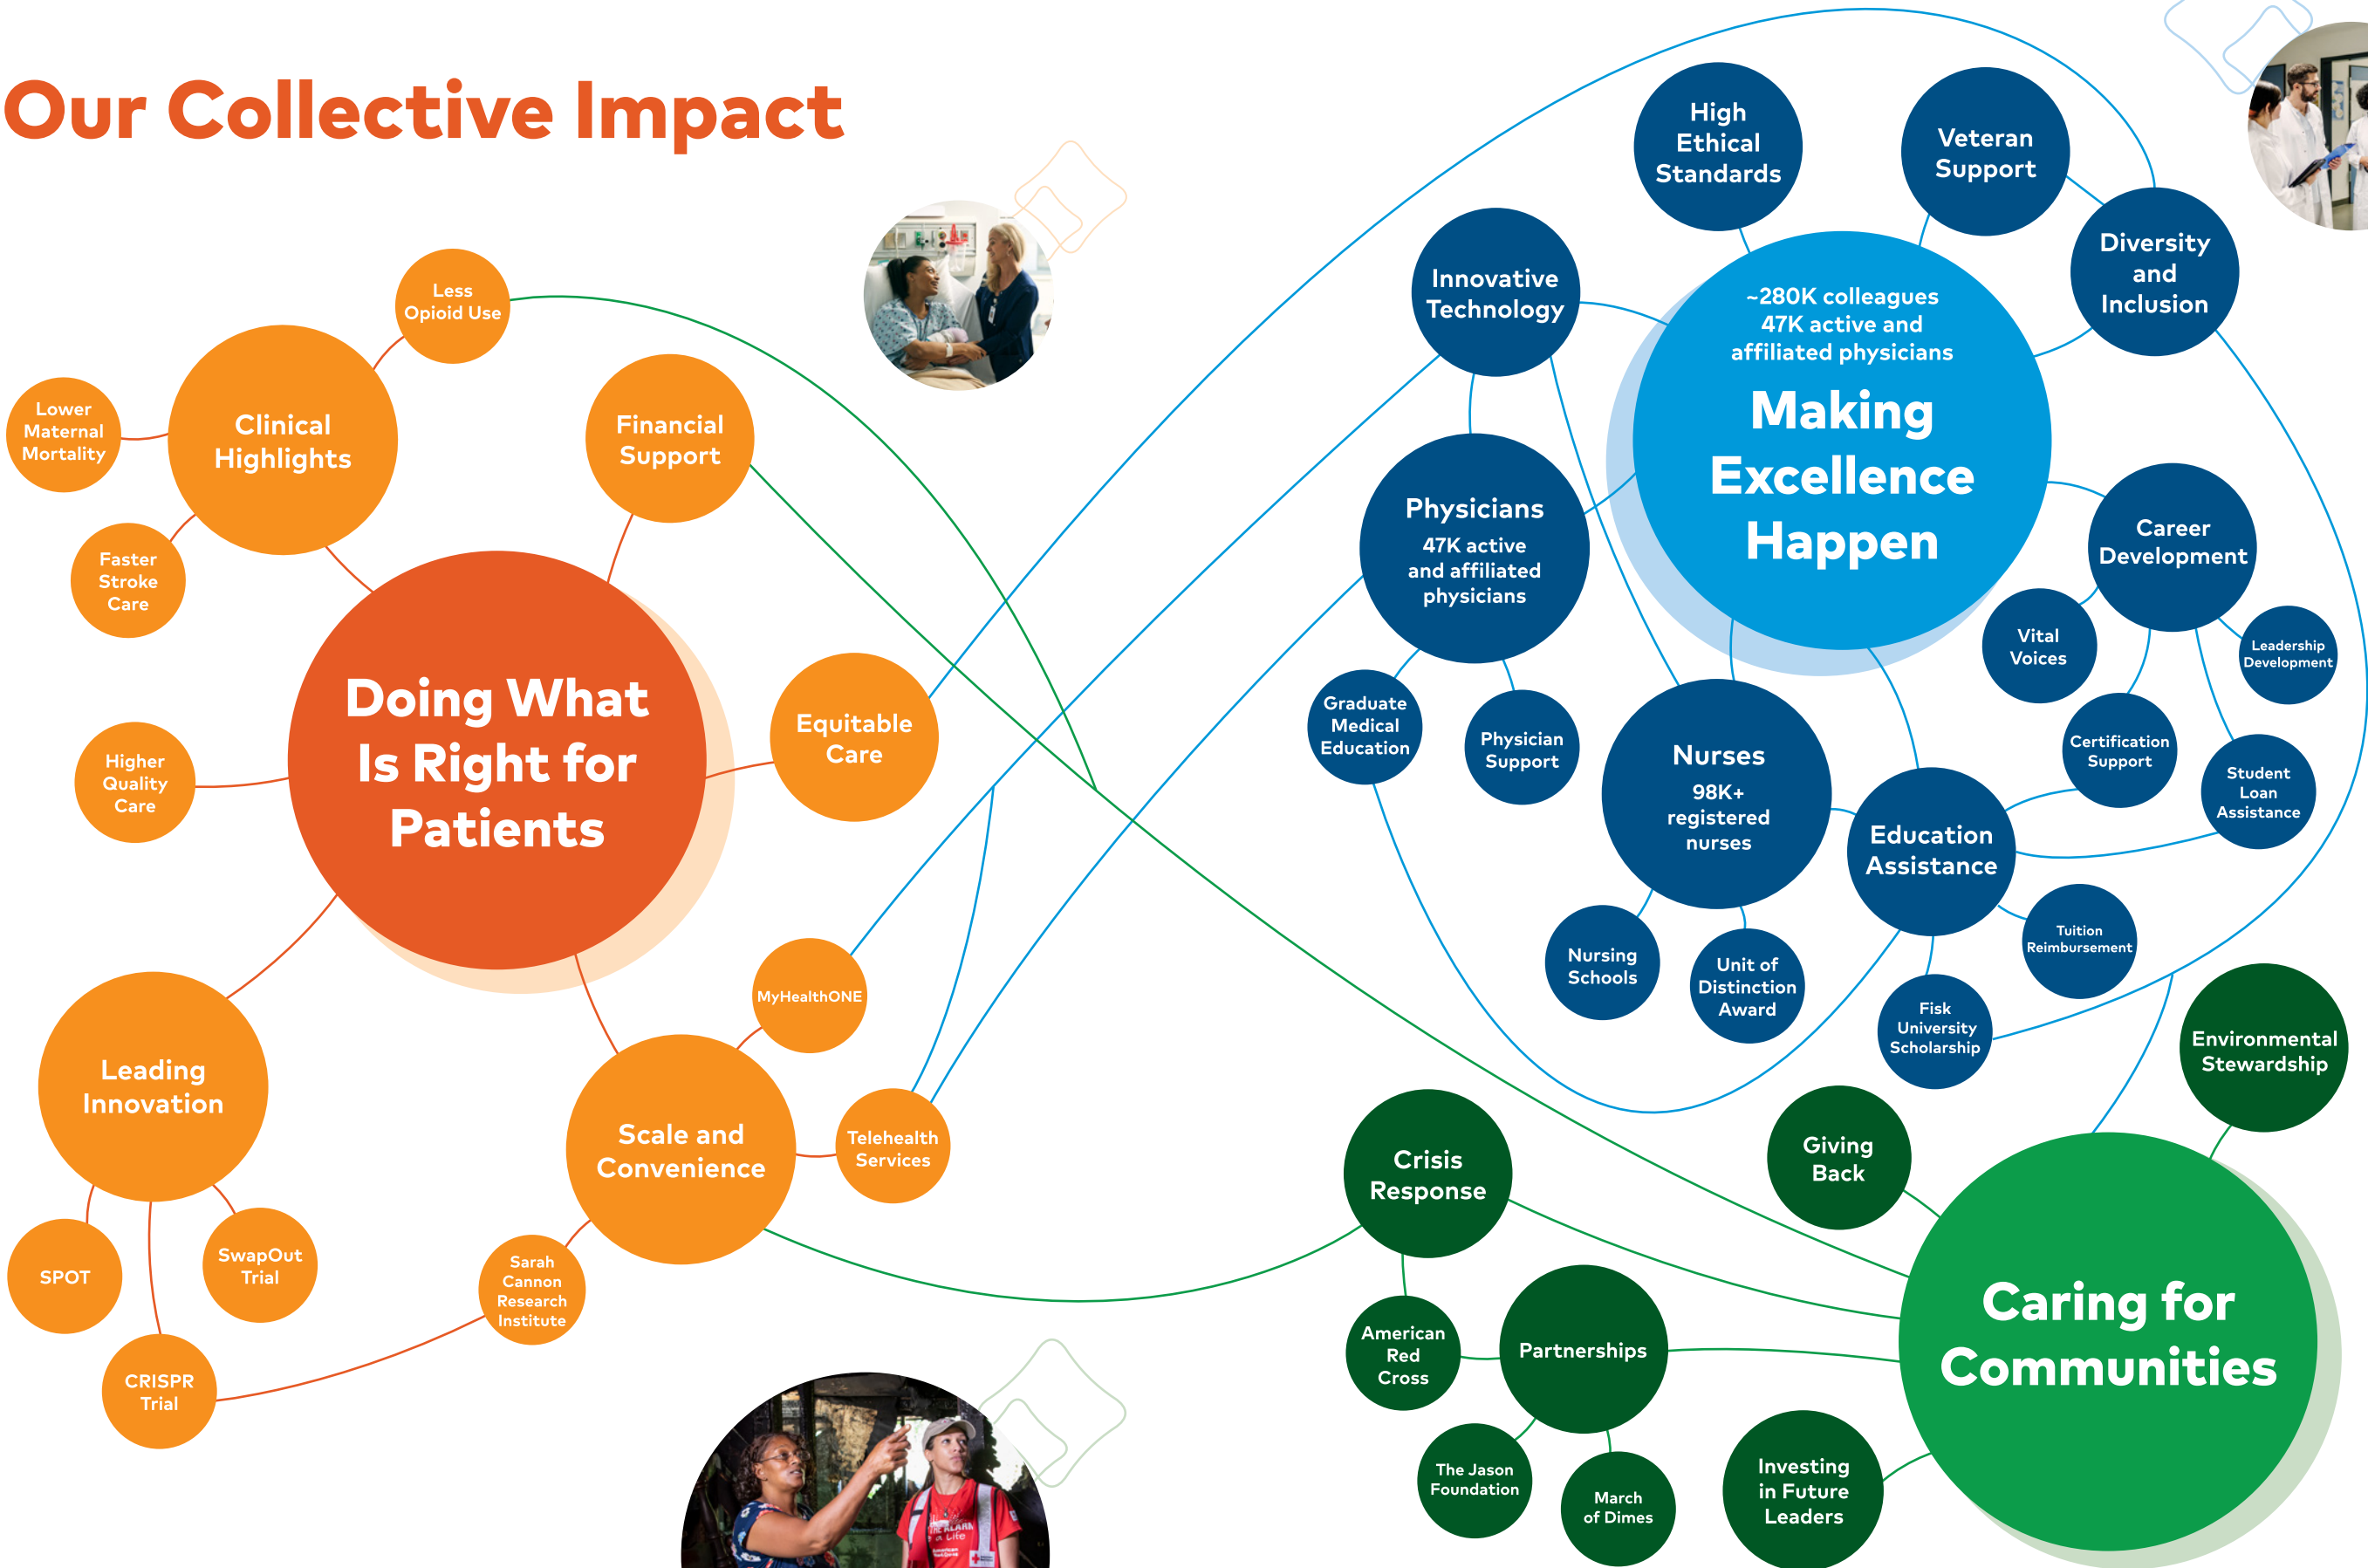 Our Collective Impact
Less
Opioid Use
Clinical
Highlights
Lower
Maternal
Mortality
Faster
Stroke
Care
Financial
Support
Doing What
Is Right for
Patients
Equitable
Care
Higher
Quality
Care
Leading
Innovation
SPOT
SwapOut
Trial
CRISPR
Trial
MyHealthONE
Scale and
Convenience
Telehealth
Services
Sarah
Cannon
Research
Institute
High
Ethical
Standards
Veteran
Support
Diversity
and
Inclusion
Innovative
Technology
~280K colleagues
47K active and
affiliated physicians
Making
Excellence
Happen
Physicians
47K active
and affiliated
physicians
Graduate
Medical
Education
Physician
Support
Career
Development
Vital
Voices
Leadership
Development
Certification
Support
Student
Loan
Assistance
Nurses
98K+
registered
nurses
Education
Assistance
Nursing
Schools
Unit of
Distinction
Award
Tuition
Reimbursement
Fisk
University
Scholarship
Environmental
Stewardship
Giving
Back
Crisis
Response
Caring for
Communities
American
Red
Cross
Partnerships
The Jason
Foundation
March
of Dimes
Investing
in Future
Leaders